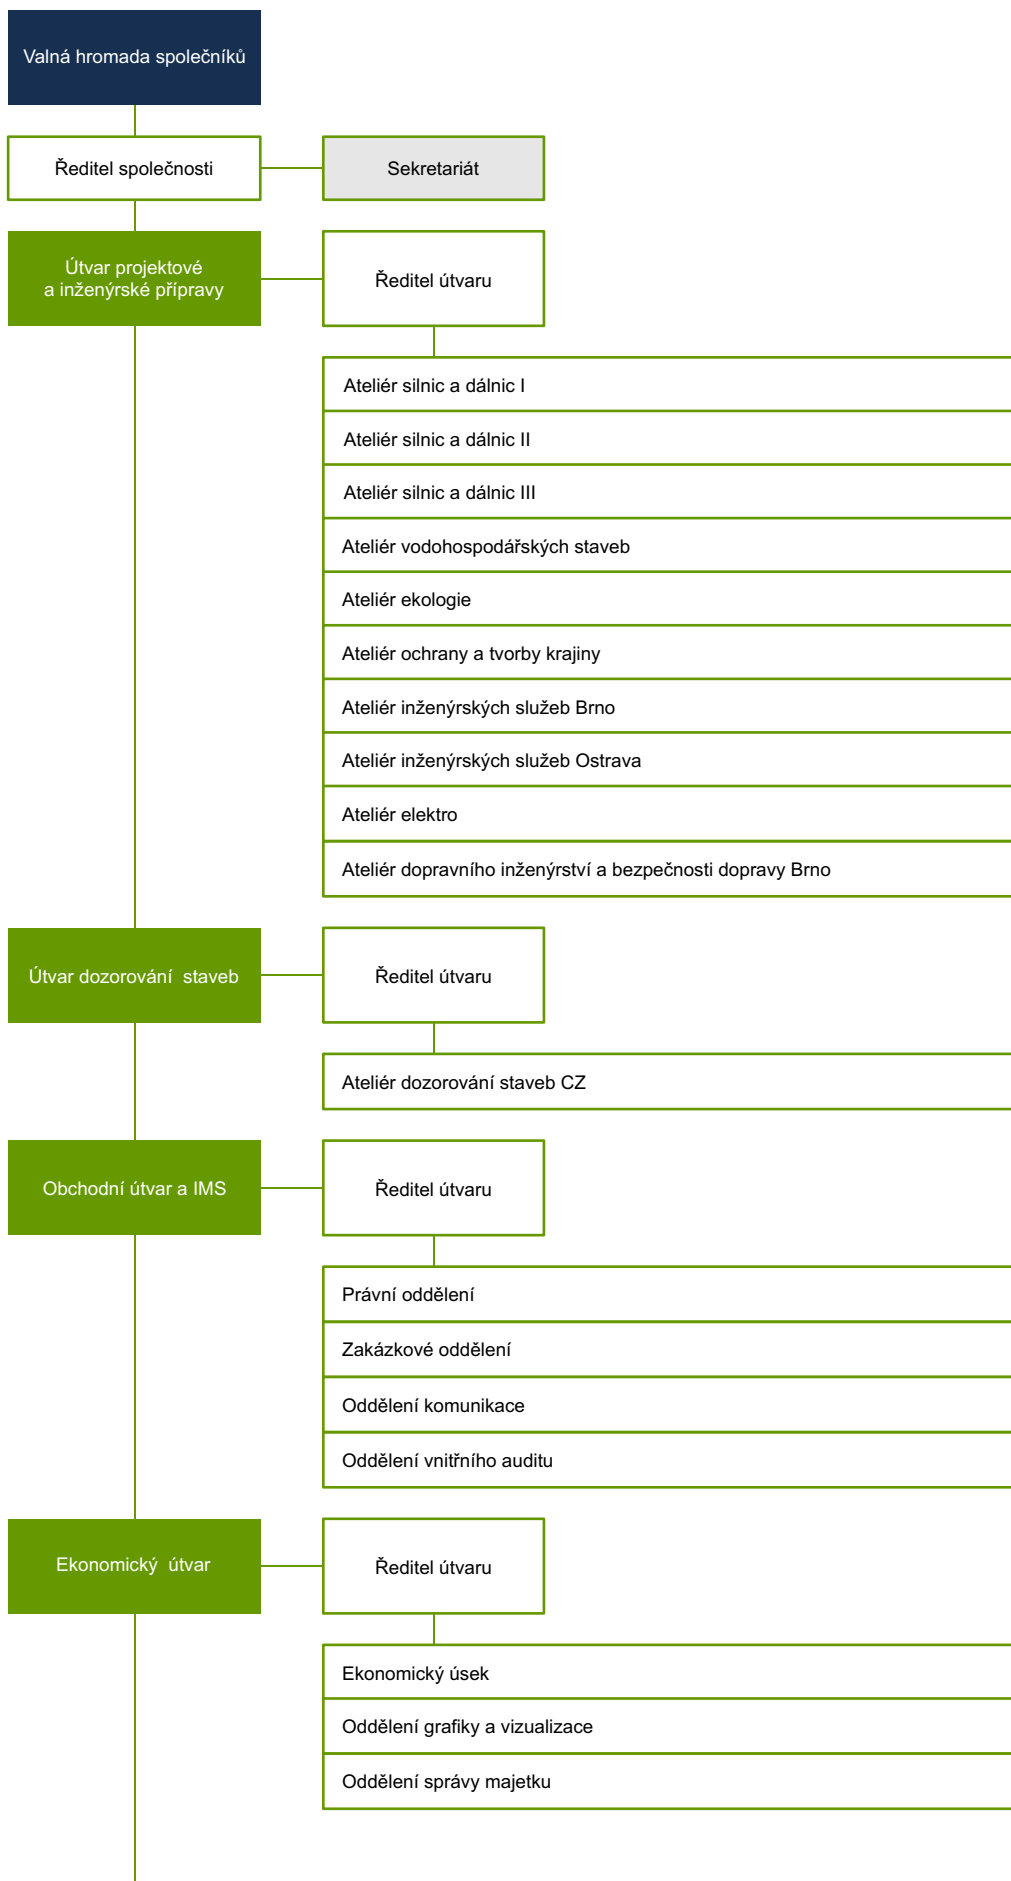 Valná hromada společníků
Ředitel společnosti
Sekretariát
Útvar projektové
a inženýrské přípravy
Ředitel útvaru
Ateliér silnic a dálnic I
Ateliér silnic a dálnic II
Ateliér silnic a dálnic III
Ateliér vodohospodářských staveb
Ateliér ekologie
Ateliér ochrany a tvorby krajiny
Ateliér inženýrských služeb Brno
Ateliér inženýrských služeb Ostrava
Ateliér elektro
Ateliér dopravního inženýrství a bezpečnosti dopravy Brno
Útvar dozorování staveb
Ředitel útvaru
Ateliér dozorování staveb CZ
Obchodní útvar a IMS
Ředitel útvaru
Právní oddělení
Zakázkové oddělení
Oddělení komunikace
Oddělení vnitřního auditu
Ekonomický útvar
Ředitel útvaru
Ekonomický úsek
Oddělení grafiky a vizualizace
Oddělení správy majetku